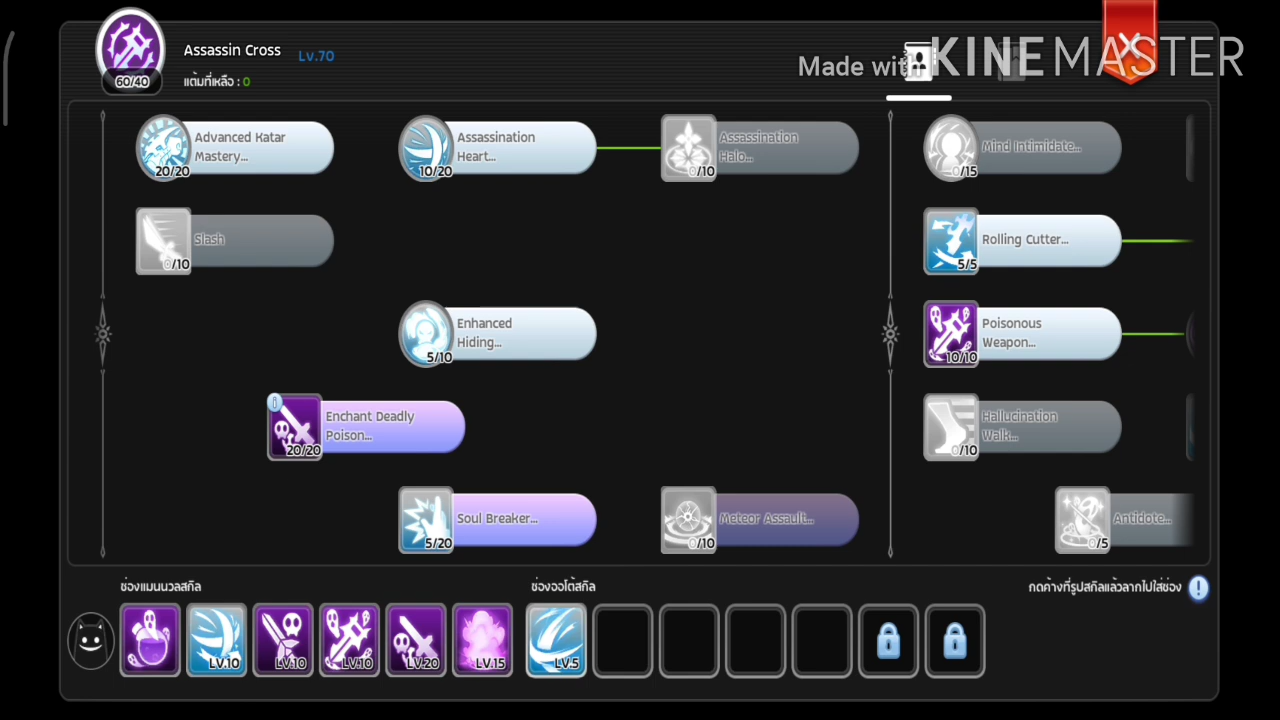 Assassin Cross
Lv.70
60/40
แต้มที่เหลือ : 0
Made with KINEMASTER
Advanced Katar
Mastery...
20/20
Assassination
Heart...
10/20
Assassination
Halo...
0/10
Mind Intimidate...
0/15
Slash
0/10
Rolling Cutter...
5/5
Enhanced
Hiding...
5/10
Poisonous
Weapon...
10/10
Enchant Deadly
Poison...
20/20
Hallucination
Walk...
0/10
Soul Breaker...
5/20
Meteor Assault...
0/10
Antidote...
0/5
ช่องแมนนวลสกิล
ช่องออโต้สกิล
กดค้างที่รูปสกิลแล้วลากไปใส่ช่อง
LV.10
LV.10
LV.10
LV.20
LV.15
LV.5